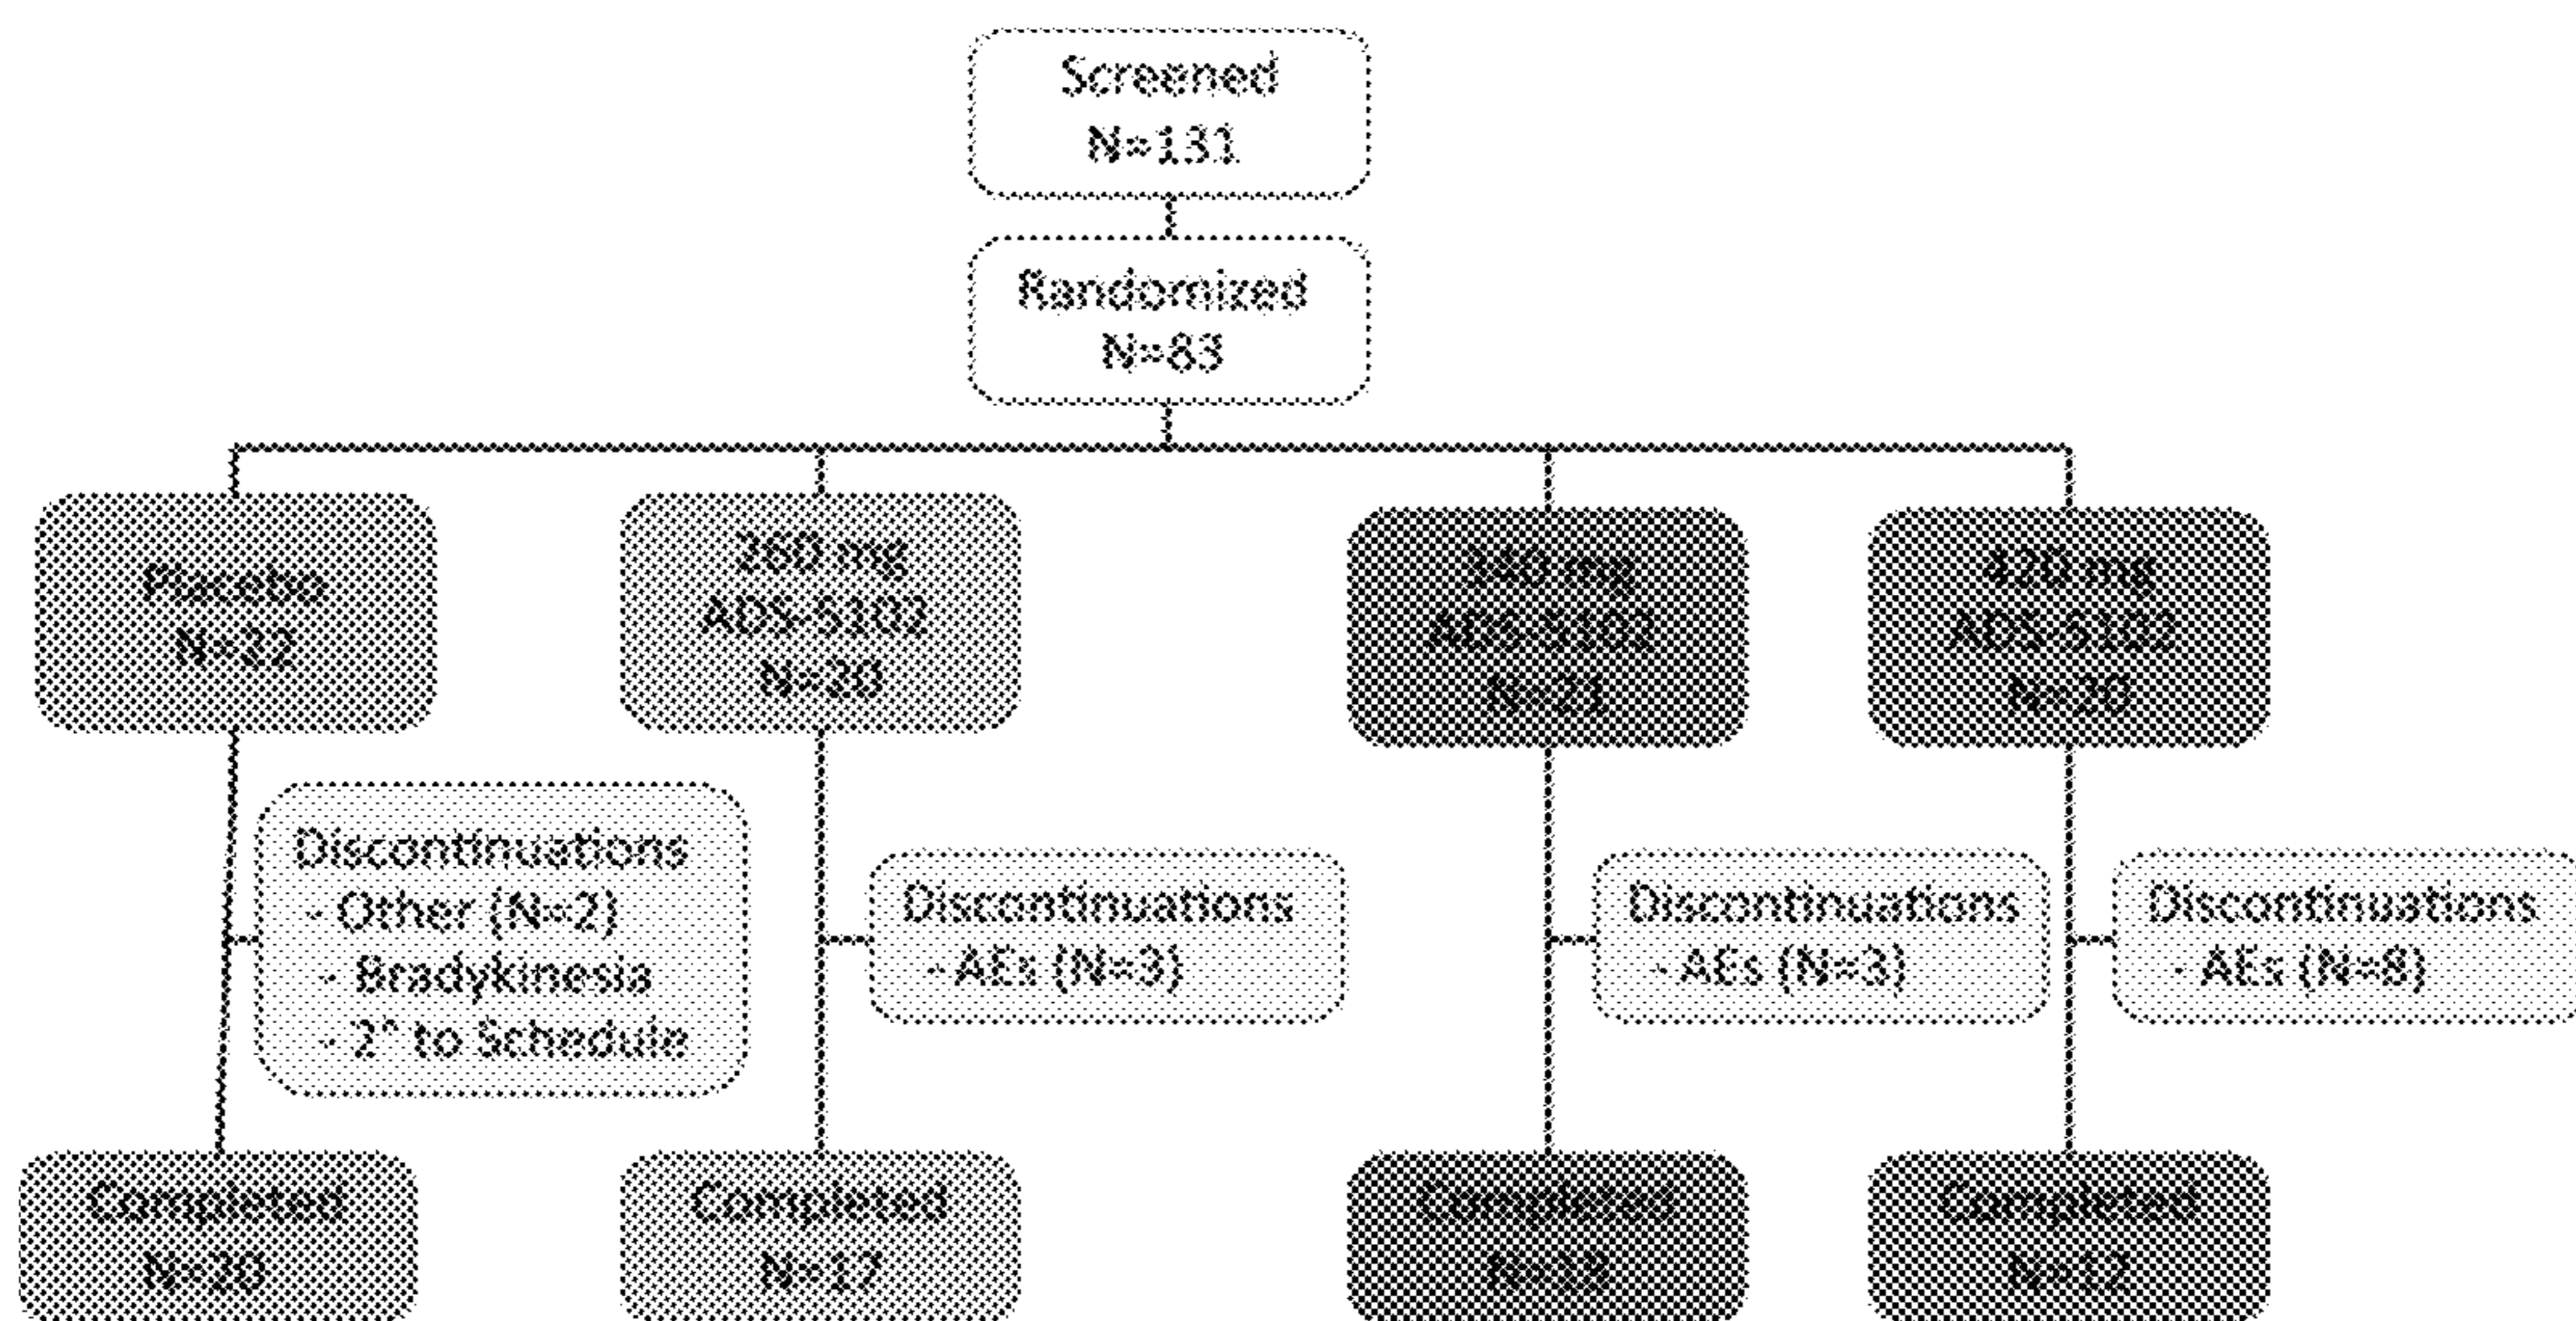 Screened
N=131
Randomized
N=83
Placebo
N=22
260 mg
ADS-5102
N=20
340 mg
ADS-5102
N=21
420 mg
ADS-5102
N=20
Discontinuations
- Other (N=2)
- Bradykinesia
- 2° to Schedule
Discontinuations
- AEs (N=3)
Discontinuations
- AEs (N=3)
Discontinuations
- AEs (N=8)
Completed
N=20
Completed
N=17
Completed
N=18
Completed
N=12